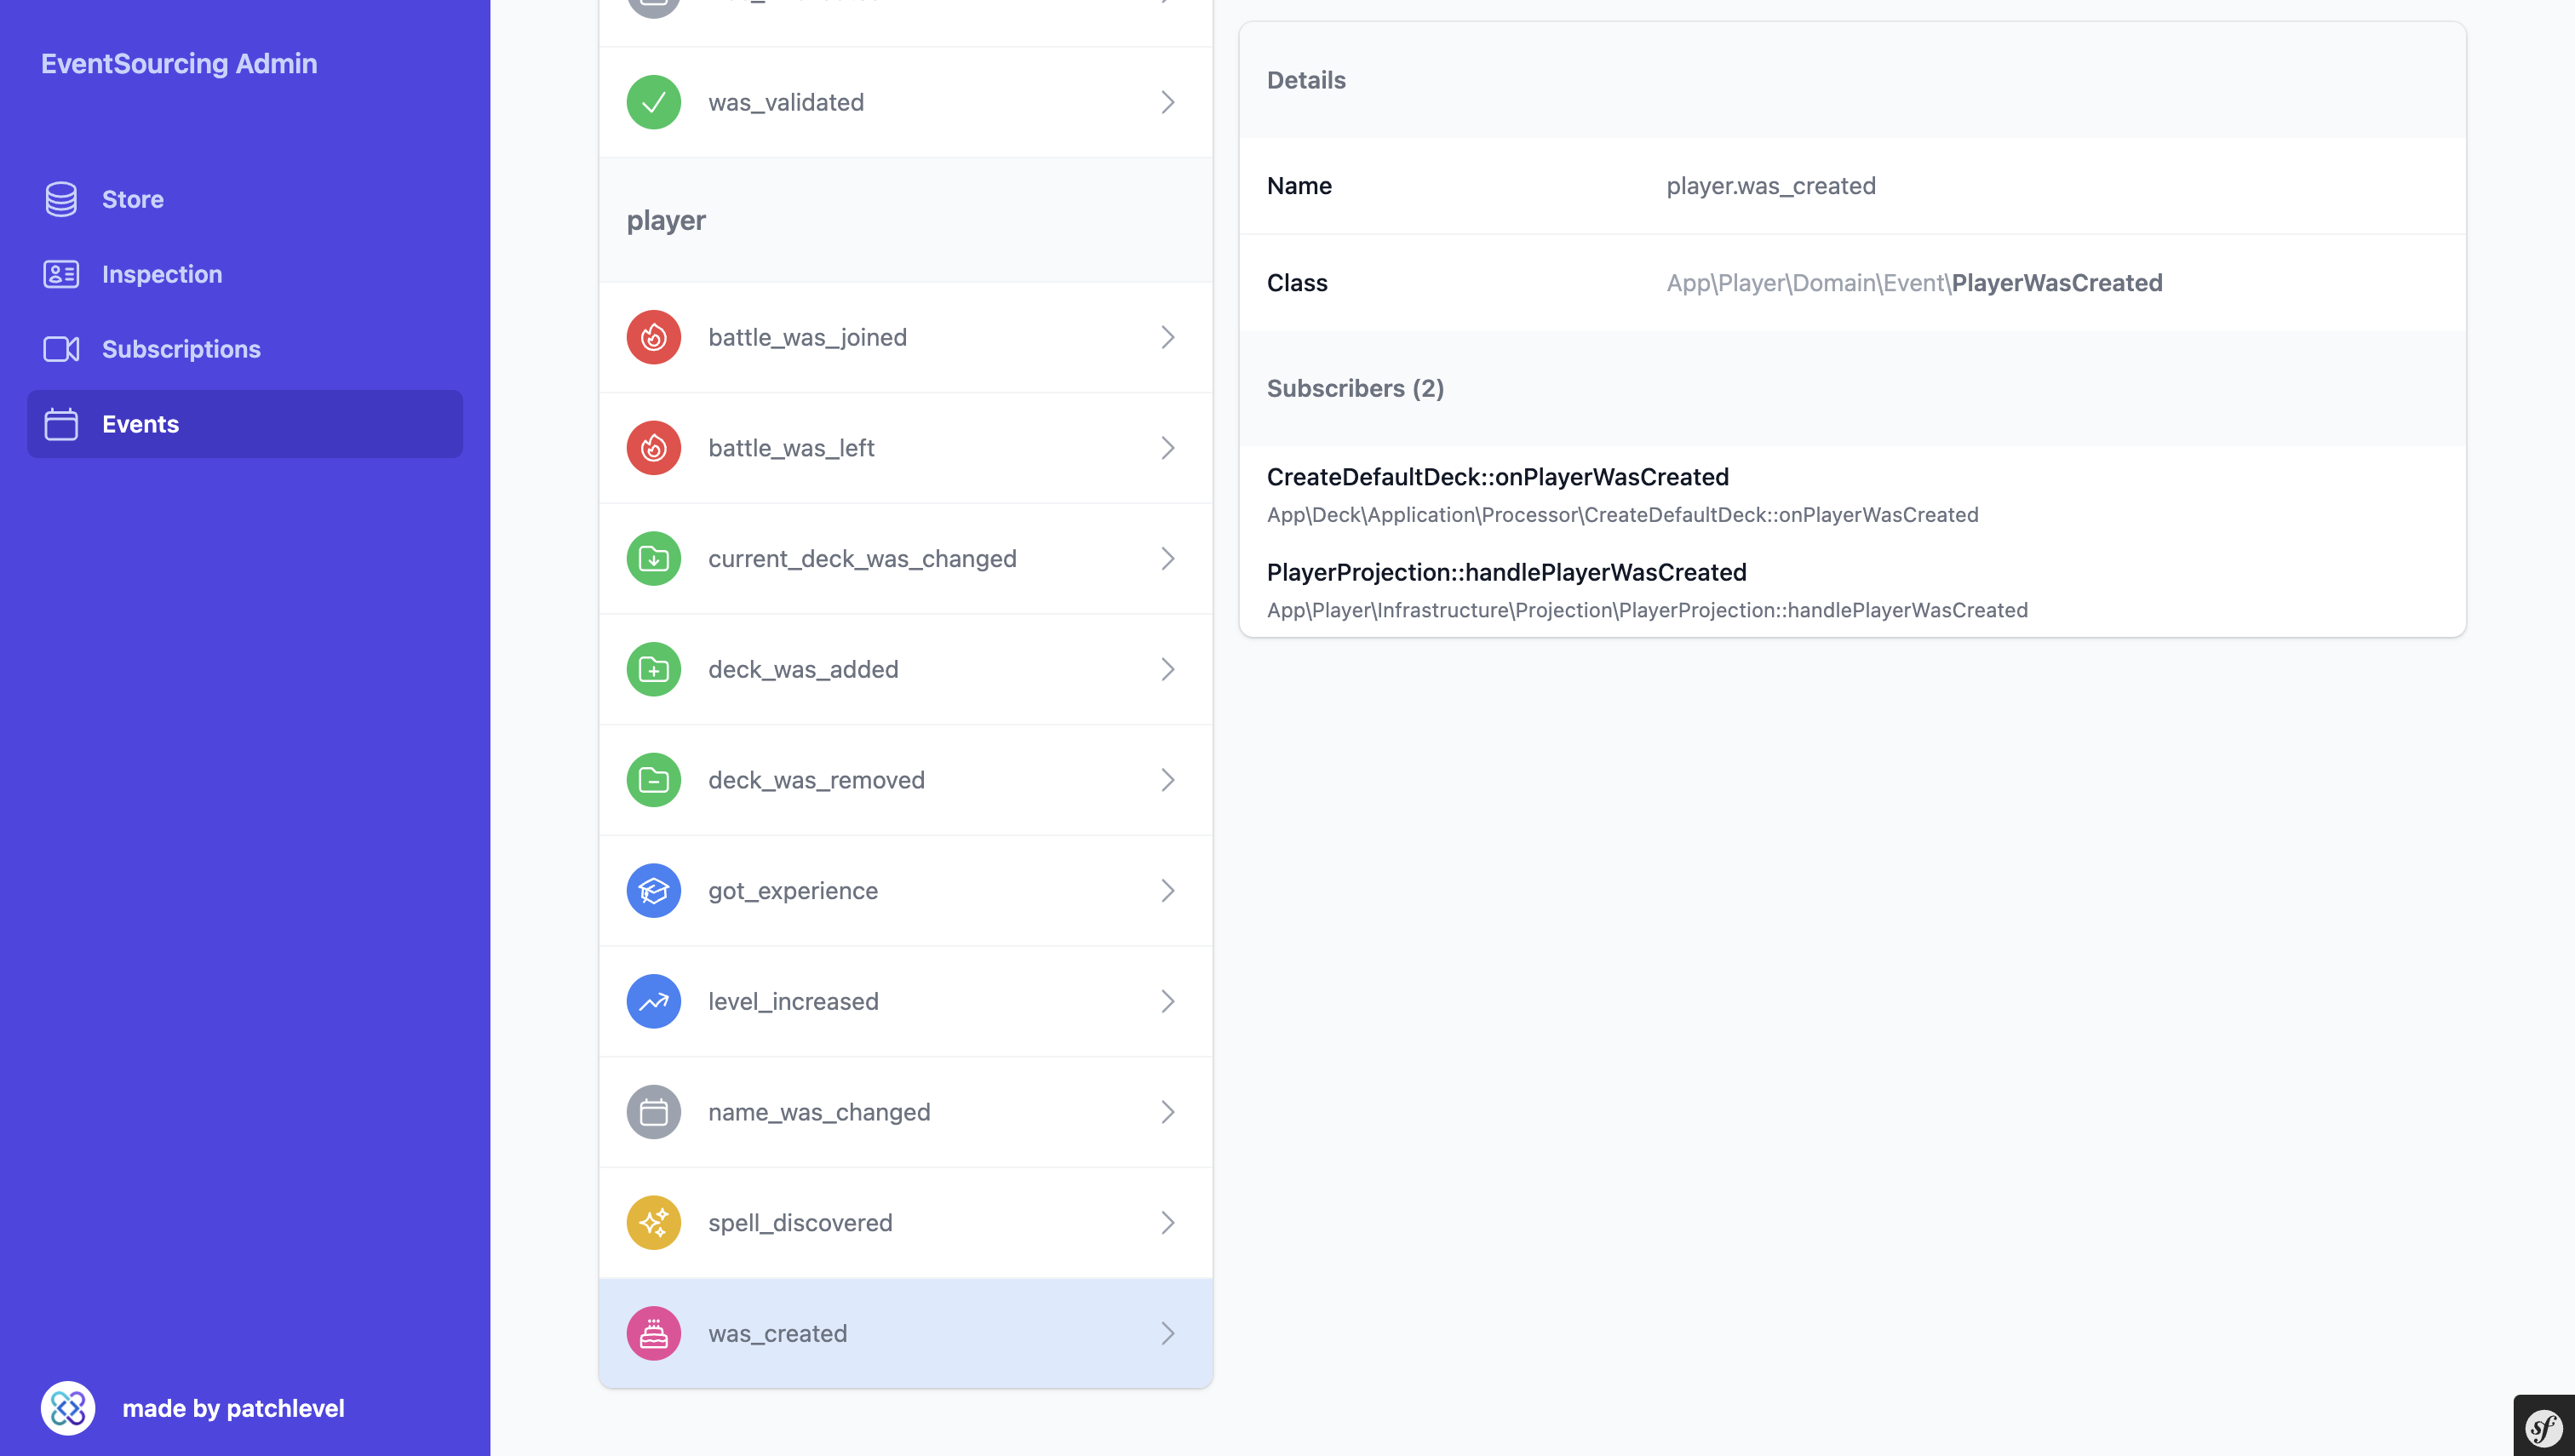 EventSourcing Admin
Store
Inspection
Subscriptions
Events
made by patchlevel
was_validated
player
battle_was_joined
battle_was_left
current_deck_was_changed
deck_was_added
deck_was_removed
got_experience
level_increased
name_was_changed
spell_discovered
was_created
Details
Name player.was_created
Class App\Player\Domain\Event\PlayerWasCreated
Subscribers (2)
CreateDefaultDeck::onPlayerWasCreated
App\Deck\Application\Processor\CreateDefaultDeck::onPlayerWasCreated
PlayerProjection::handlePlayerWasCreated
App\Player\Infrastructure\Projection\PlayerProjection::handlePlayerWasCreated
sf